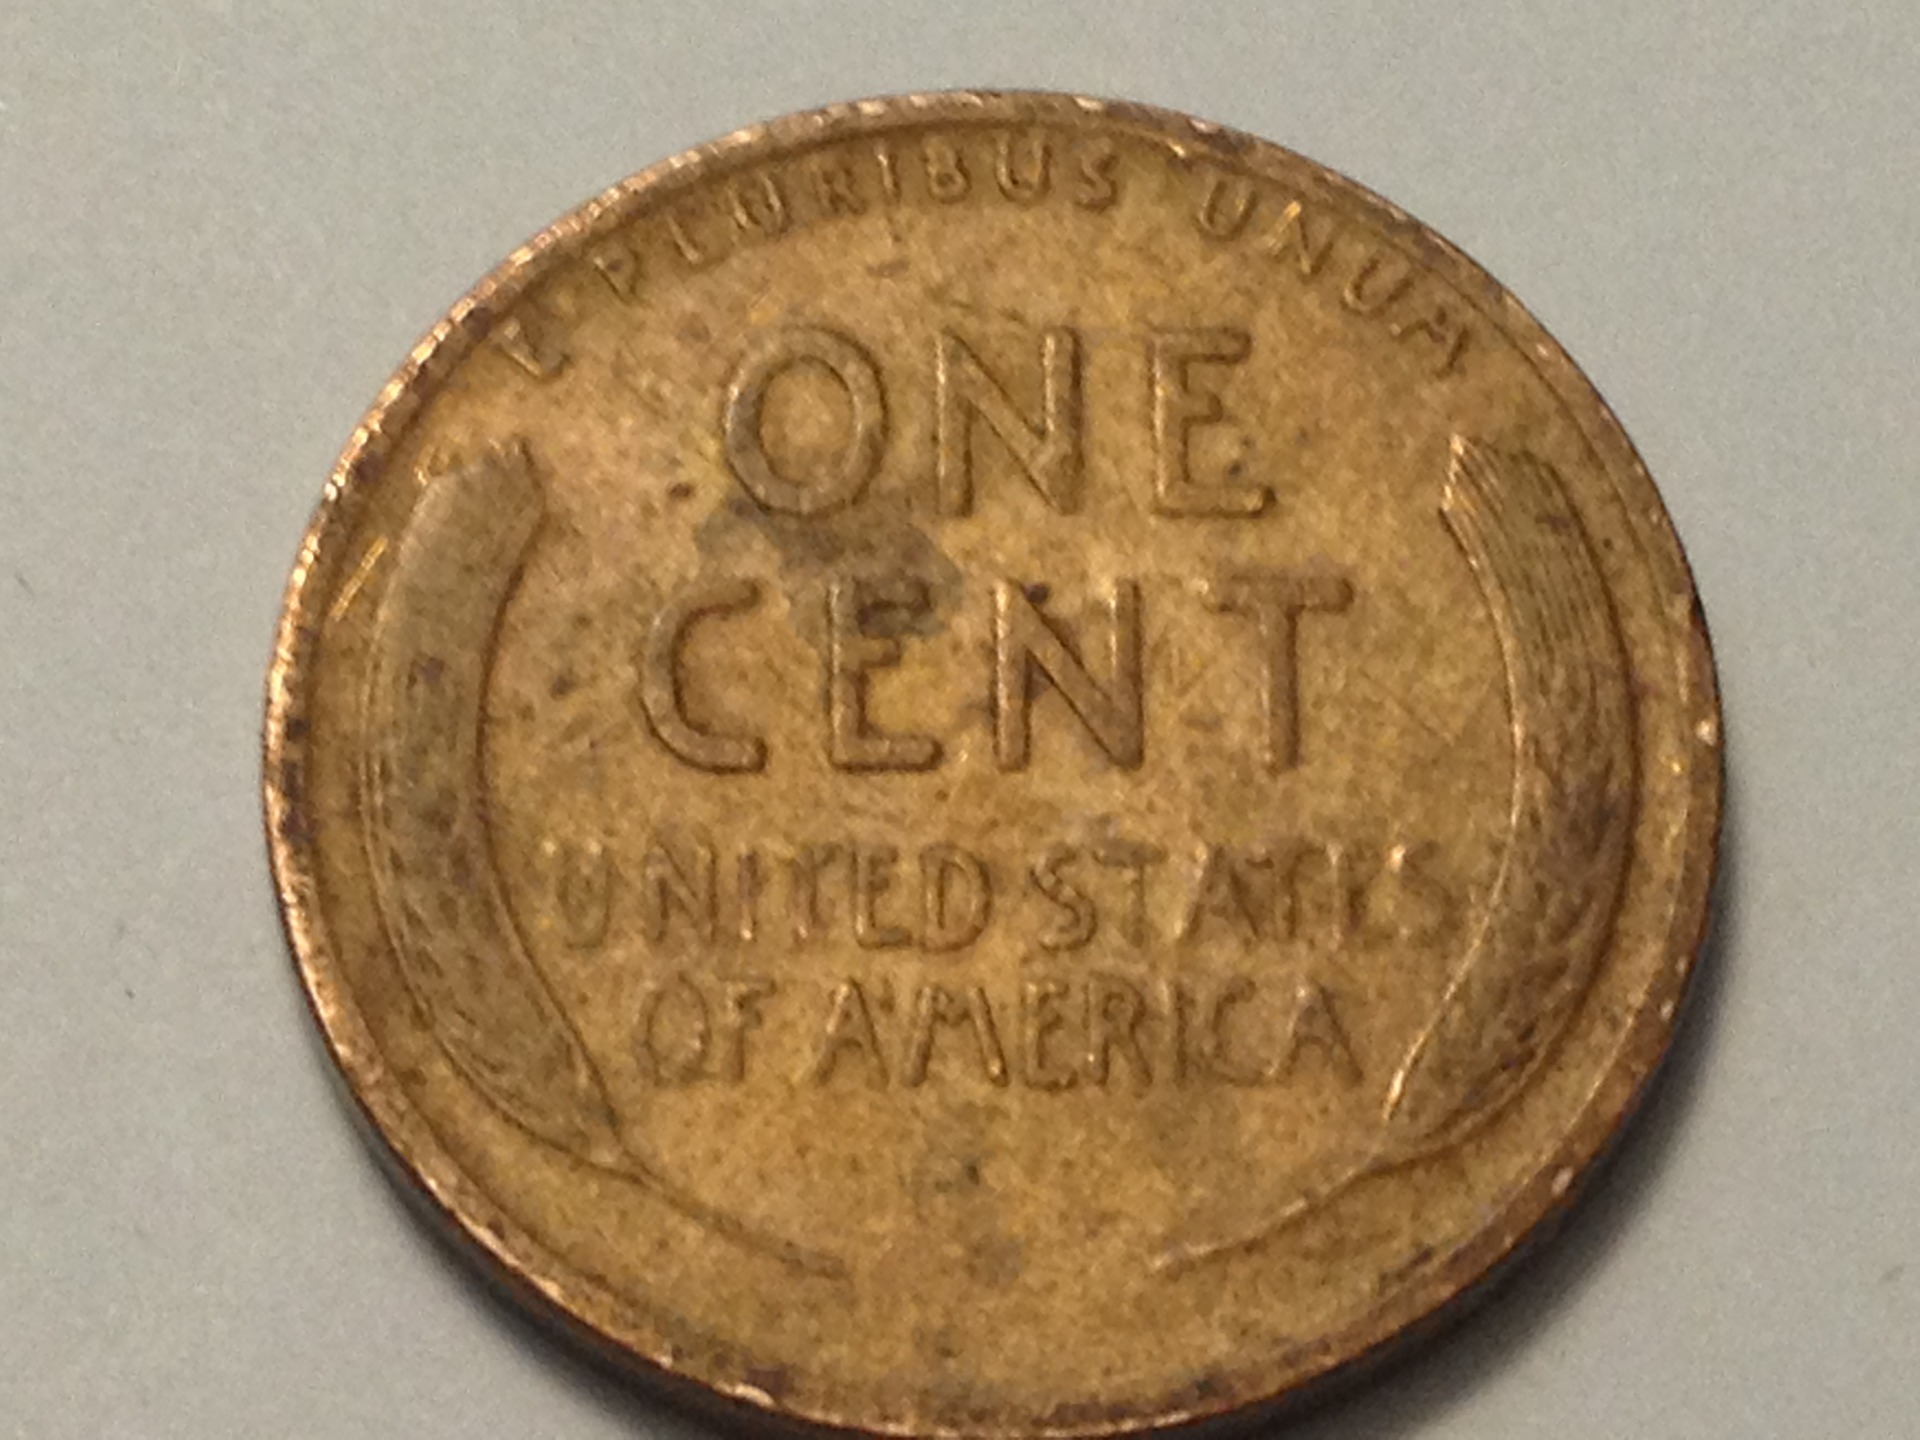 E PLURIBUS UNUM
ONE
CENT
UNITED STATES
OF AMERICA